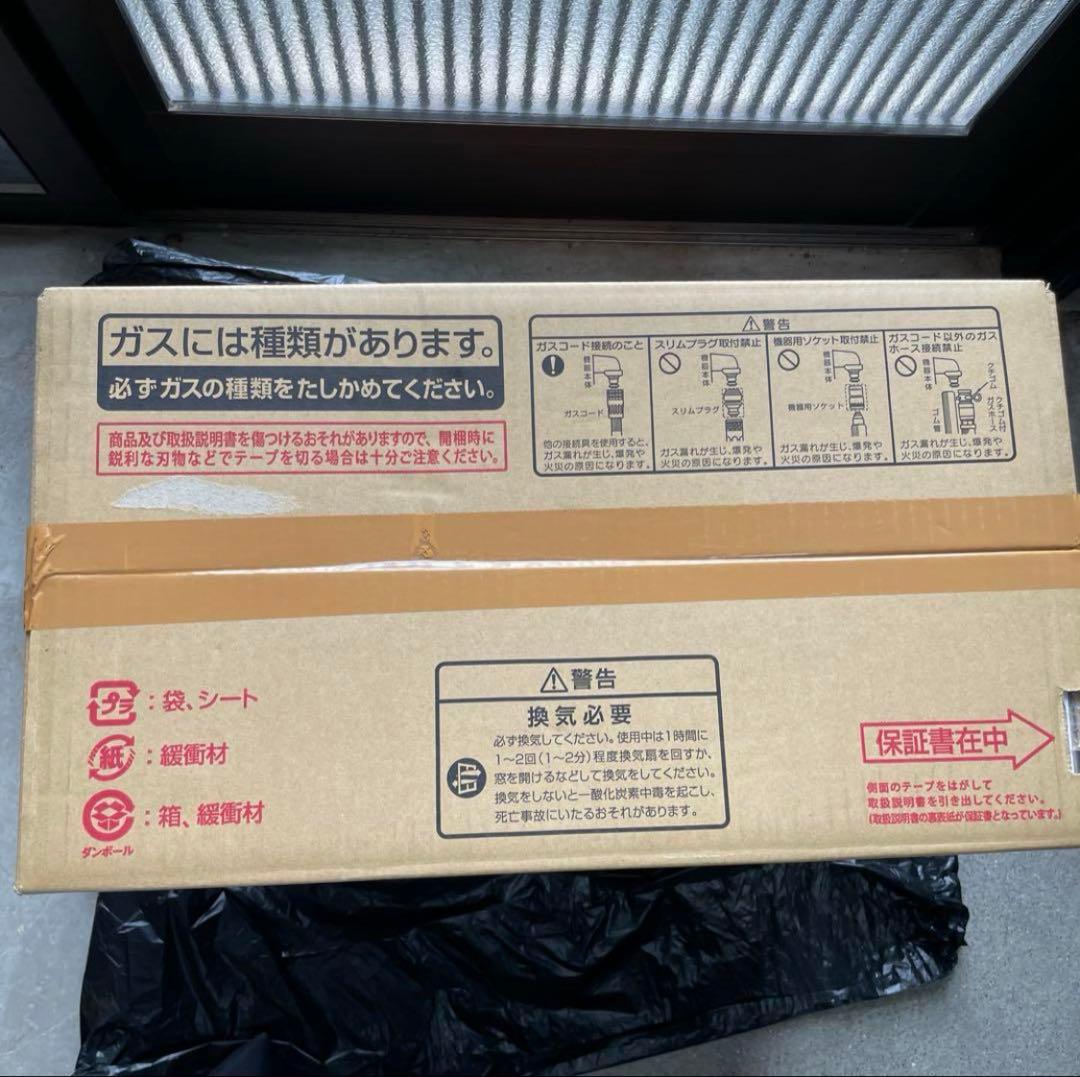 ガスには種類があります。
必ずガスの種類をたしかめてください。
商品及び取扱説明書を傷つけるおそれがありますので、開梱時に
鋭利な刃物などでテープを切る場合は十分ご注意ください。
警告
ガスコード接続のこと
機器本体
ガスコード
他の接続具を使用すると、
ガス漏れが生じ、爆発や
火災の原因になります。
スリムプラグ取付禁止
機器本体
スリムプラグ
ガス漏れが生じ、爆発や
火災の原因になります。
機器用ソケット取付禁止
機器本体
機器用ソケット
ガス漏れが生じ、爆発や
火災の原因になります。
ガスコード以外のガス
ホース接続禁止
機器本体
クチゴム
クチゴム付
ガスホース
ゴム管
ガス漏れが生じ、爆発や
火災の原因になります。
プラ:袋、シート
紙:緩衝材
:箱、緩衝材
ダンボール
警告
換気必要
必ず換気してください。使用中は1時間に
1〜2回(1〜2分)程度換気扇を回すか、
窓を開けるなどして換気をしてください。
換気をしないと一酸化炭素中毒を起こし、
死亡事故にいたるおそれがあります。
保証書在中
側面のテープをはがして
取扱説明書を引き出してください。
(取扱説明書の裏表紙が保証書となっています。)